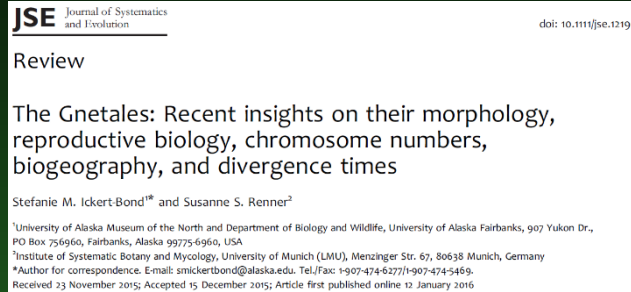 JSE Journal of Systematics
and Evolution
doi: 10.1111/jse.1219
Review
The Gnetales: Recent insights on their morphology,
reproductive biology, chromosome numbers,
biogeography, and divergence times
Stefanie M. Ickert-Bond¹* and Susanne S. Renner²
¹University of Alaska Museum of the North and Department of Biology and Wildlife, University of Alaska Fairbanks, 907 Yukon Dr.,
PO Box 756960, Fairbanks, Alaska 99775-6960, USA
²Institute of Systematic Botany and Mycology, University of Munich (LMU), Menzinger Str. 67, 80638 Munich, Germany
*Author for correspondence. E-mail: smickertbond@alaska.edu. Tel./Fax: 1-907-474-6277/1-907-474-5469.
Received 23 November 2015; Accepted 15 December 2015; Article first published online 12 January 2016